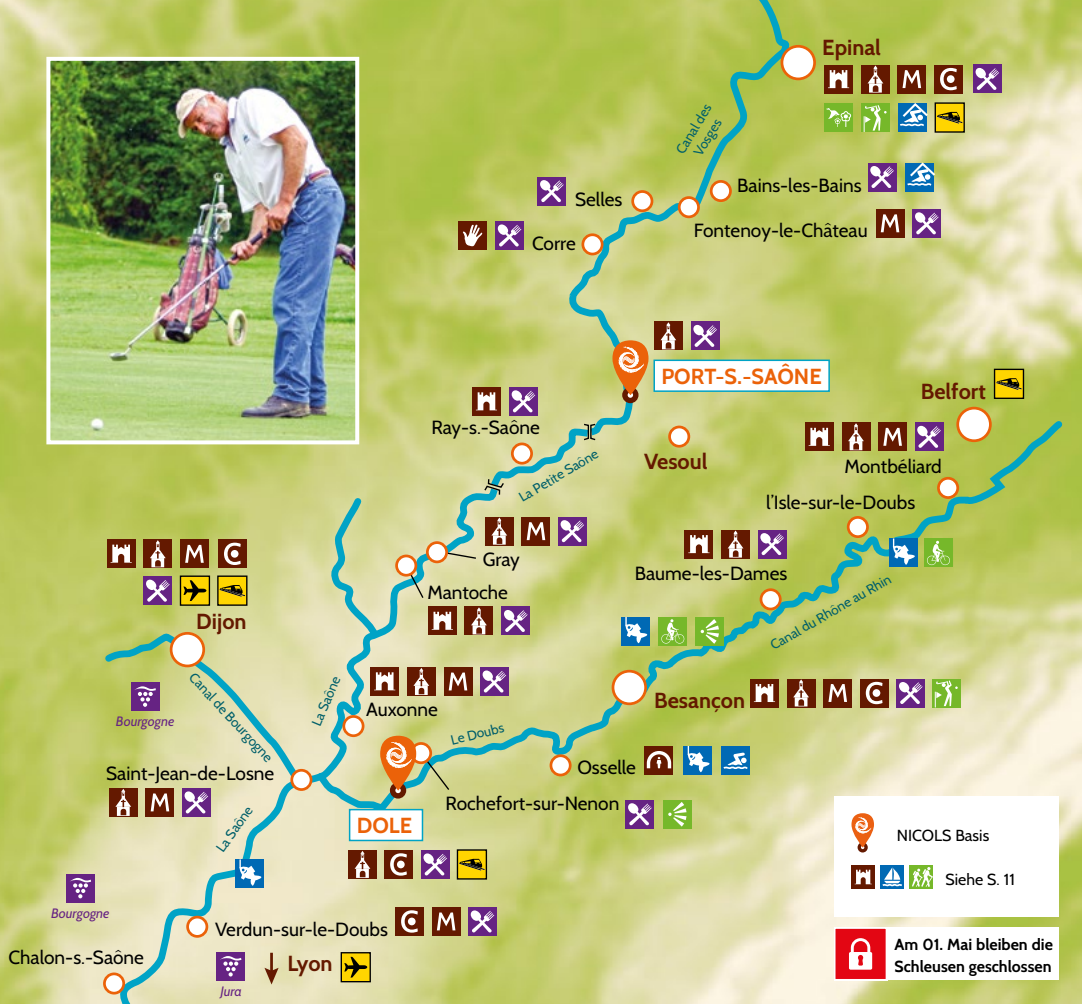 Epinal
M
Canal des
Vosges
Bains-les-Bains
Selles
Fontenoy-le-Château M
Corre
PORT-S.-SAÔNE
Belfort
Ray-s.-Saône
Vesoul
M
Montbéliard
La Petite Saône
l'Isle-sur-le-Doubs
M
Gray
Baume-les-Dames
M
Mantoche
Canal du Rhône au Rhin
Dijon
M
Auxonne
Besançon M
Bourgogne
Canal de Bourgogne
La Saône
Le Doubs
Osselle
Saint-Jean-de-Losne
M
Rochefort-sur-Nenon
DOLE
La Saône
NICOLS Basis
Siehe S. 11
Bourgogne
Verdun-sur-le-Doubs M
Chalon-s.-Saône
Lyon
Jura
Am 01. Mai bleiben die
Schleusen geschlossen